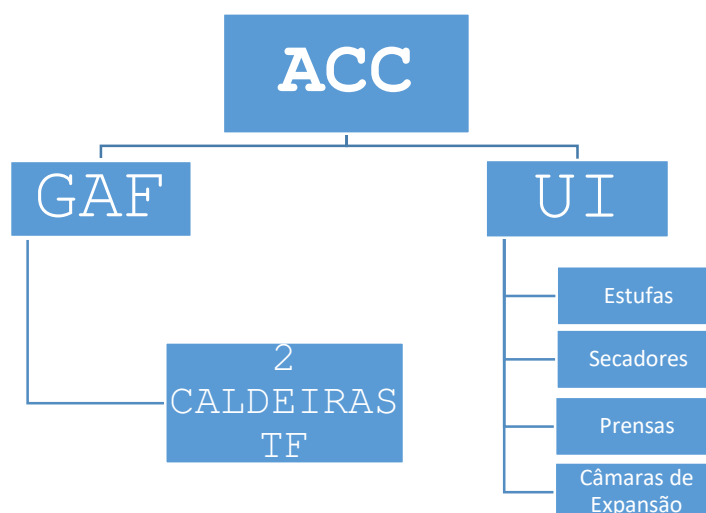 ACC
GAF
UI
Estufas
Secadores
2
CALDEIRAS
TF
Prensas
Câmaras de
Expansão